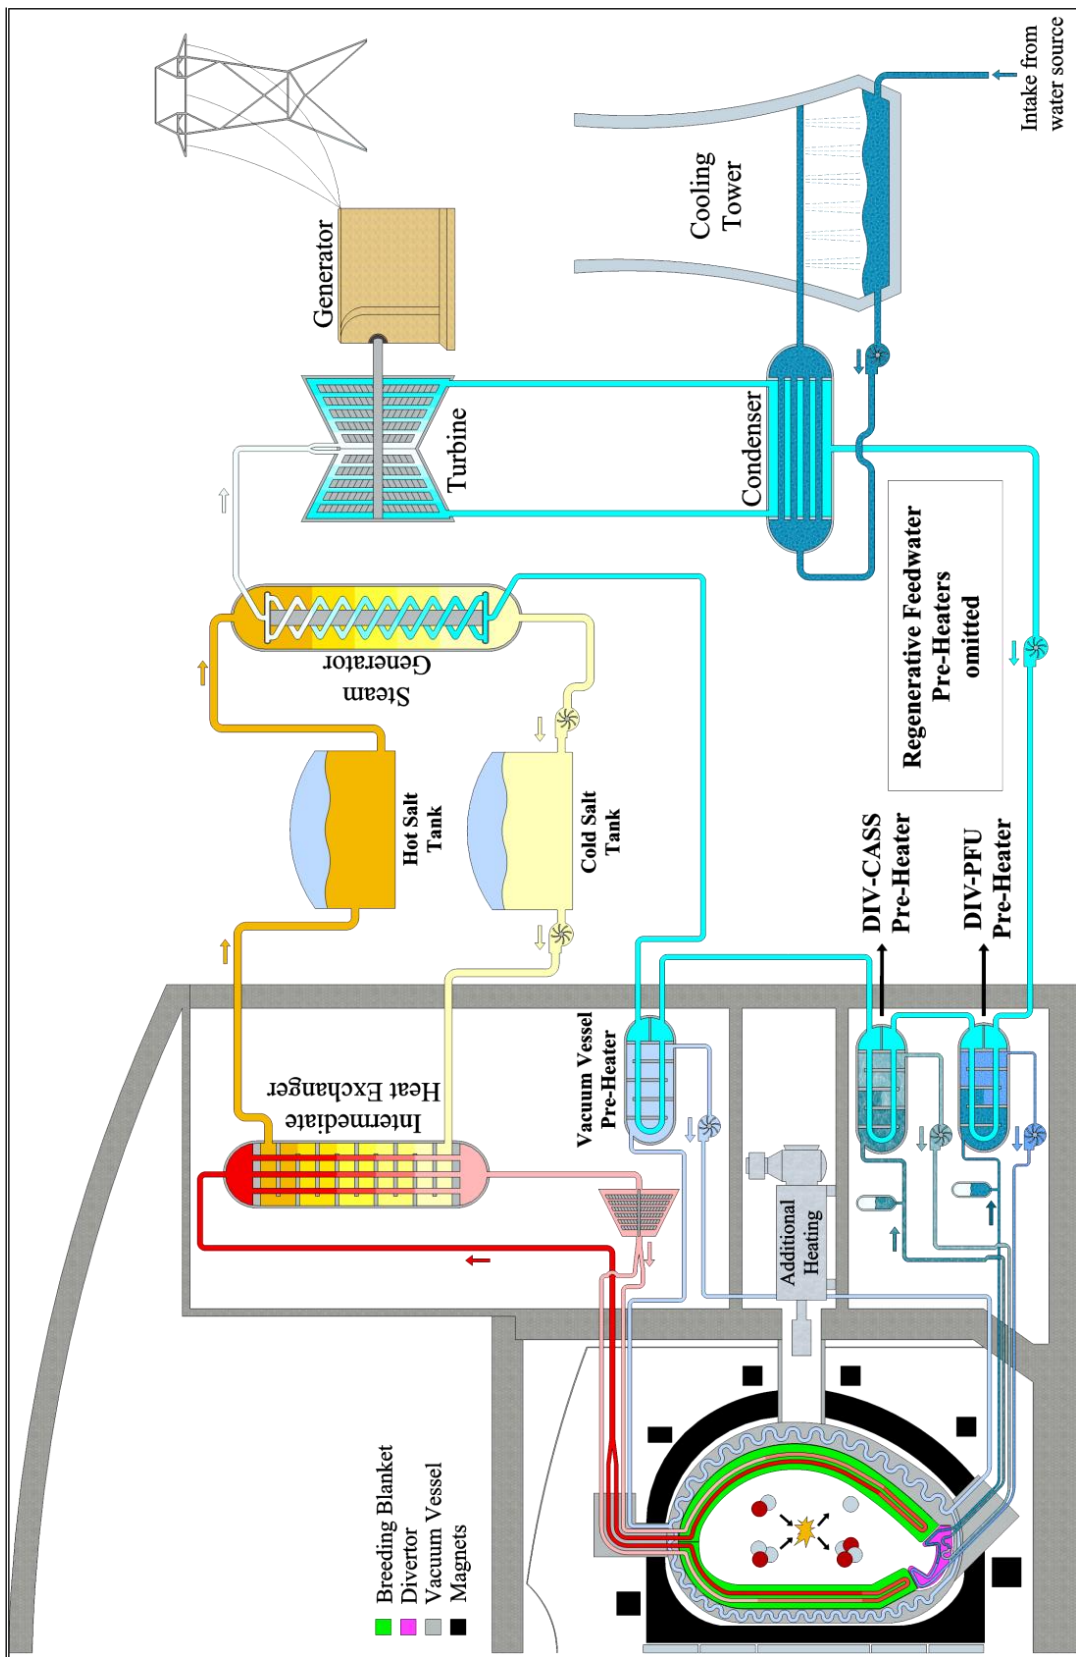 Intake from
water source
Cooling
Tower
Generator
Turbine
Condenser
Steam
Generator
Regenerative Feedwater
Pre-Heaters
omitted
Hot Salt
Tank
Cold Salt
Tank
DIV-CASS
Pre-Heater
DIV-PFU
Pre-Heater
Intermediate
Heat Exchanger
Vacuum Vessel
Pre-Heater
Additional
Heating
Breeding Blanket
Divertor
Vacuum Vessel
Magnets